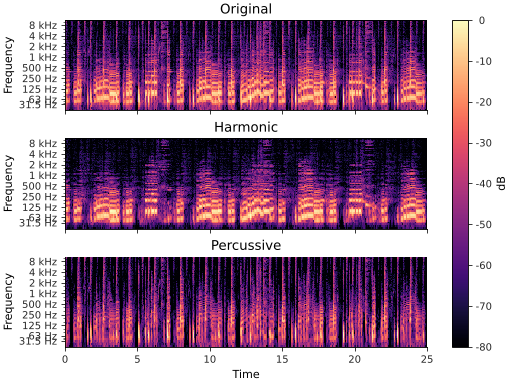 Original
8 kHz
4 kHz
2 kHz
1 kHz
500 Hz
250 Hz
125 Hz
63 Hz
31.5 Hz
Frequency
Harmonic
8 kHz
4 kHz
2 kHz
1 kHz
500 Hz
250 Hz
125 Hz
63 Hz
31.5 Hz
Frequency
Percussive
8 kHz
4 kHz
2 kHz
1 kHz
500 Hz
250 Hz
125 Hz
63 Hz
31.5 Hz
Frequency
0 5 10 15 20 25
Time
0
-10
-20
-30
-40
-50
-60
-70
-80
dB